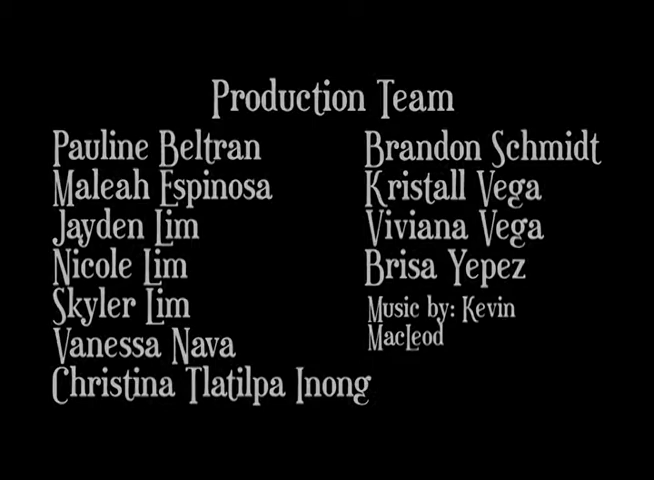 Production Team
Pauline Beltran
Maleah Espinosa
Jayden Lim
Nicole Lim
Skyler Lim
Vanessa Nava
Christina Tlatilpa Inong
Brandon Schmidt
Kristall Vega
Viviana Vega
Brisa Yepez
Music by: Kevin
MacLeod